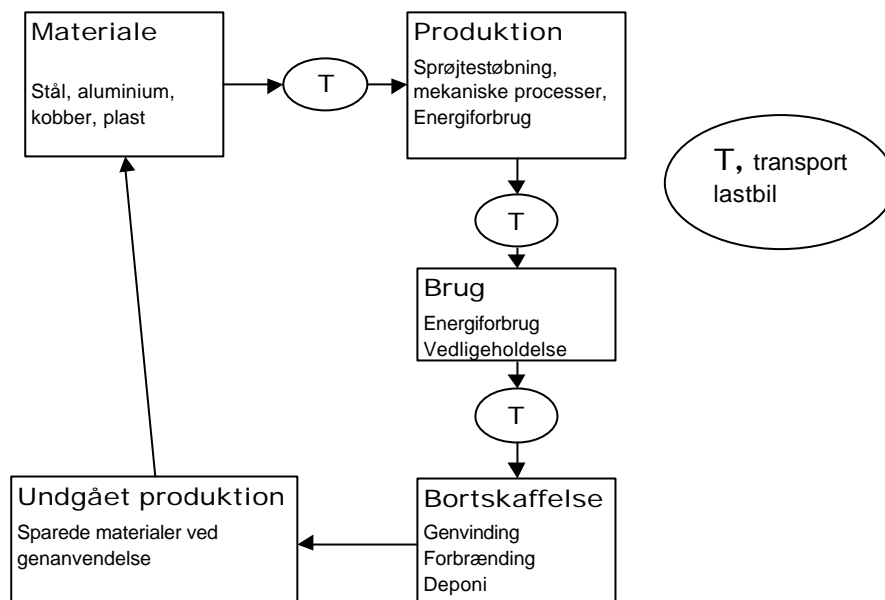 Materiale
Stål, aluminium,
kobber, plast
T
Produktion
Sprøjtestøbning,
mekaniske processer,
Energiforbrug
T, transport
lastbil
T
Brug
Energiforbrug
Vedligeholdelse
T
Bortskaffelse
Genvinding
Forbrænding
Deponi
Undgået produktion
Sparede materialer ved
genanvendelse